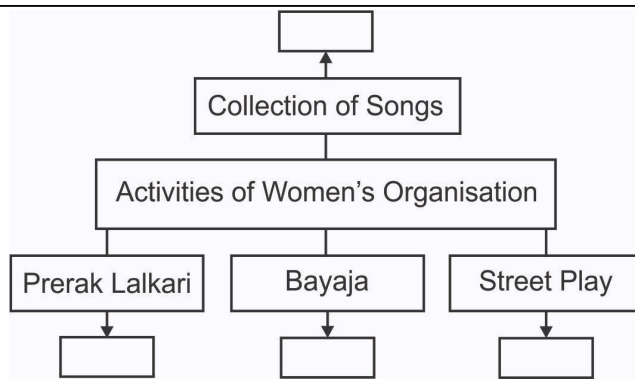 Collection of Songs
Activities of Women's Organisation
Prerak Lalkari
Bayaja
Street Play